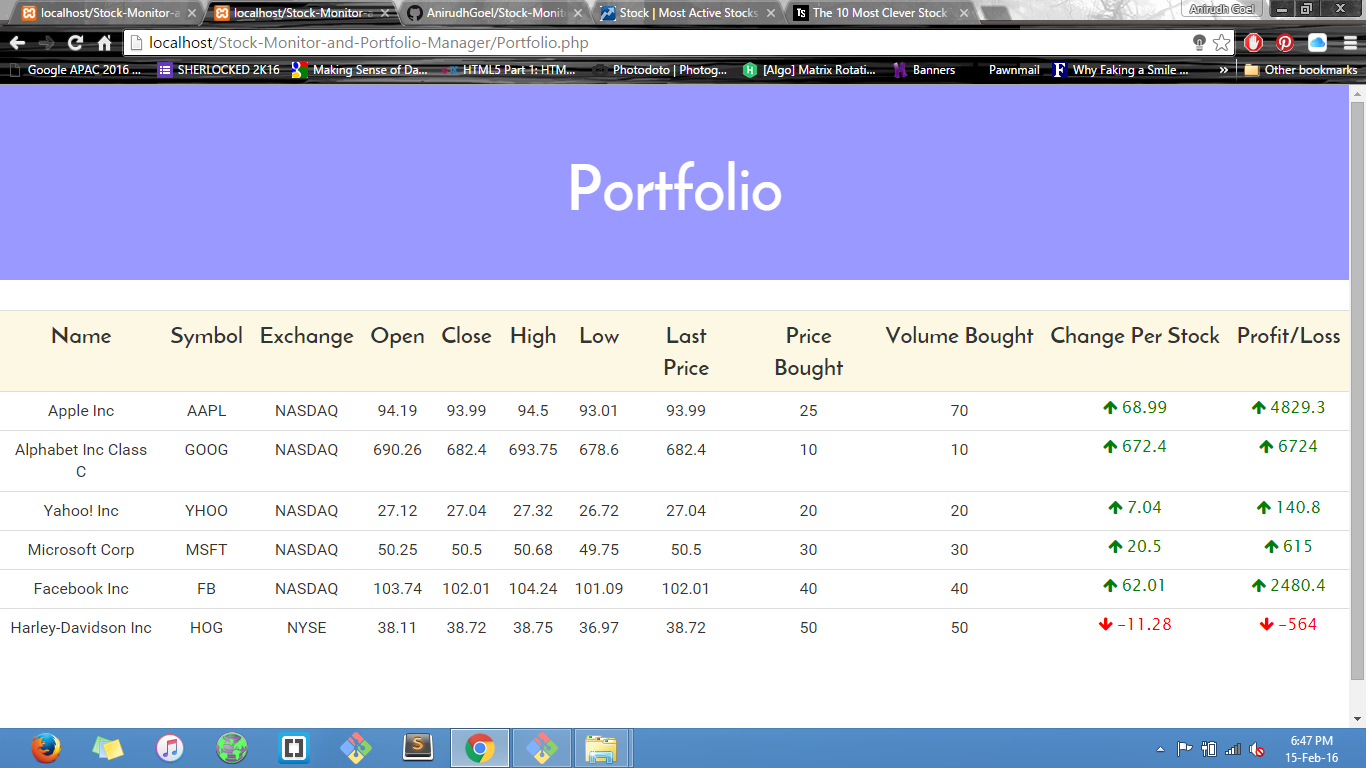 localhost/Stock-Monitor-a
localhost/Stock-Monitor-a
AnirudhGoel/Stock-Monit
Stock | Most Active Stocks
The 10 Most Clever Stock
Anirudh Goel
localhost/Stock-Monitor-and-Portfolio-Manager/Portfolio.php
Google APAC 2016 ...
SHERLOCKED 2K16
Making Sense of Da...
HTML5 Part 1: HTM...
Photodoto | Photog...
[Algo] Matrix Rotati...
Banners
Pawnmail
Why Faking a Smile ...
»
Other bookmarks
Portfolio
Name Symbol Exchange Open Close High Low Last Price Price Bought Volume Bought Change Per Stock Profit/Loss
Apple Inc AAPL NASDAQ 94.19 93.99 94.5 93.01 93.99 25 70 68.99 4829.3
Alphabet Inc Class C GOOG NASDAQ 690.26 682.4 693.75 678.6 682.4 10 10 672.4 6724
Yahoo! Inc YHOO NASDAQ 27.12 27.04 27.32 26.72 27.04 20 20 7.04 140.8
Microsoft Corp MSFT NASDAQ 50.25 50.5 50.68 49.75 50.5 30 30 20.5 615
Facebook Inc FB NASDAQ 103.74 102.01 104.24 101.09 102.01 40 40 62.01 2480.4
Harley-Davidson Inc HOG NYSE 38.11 38.72 38.75 36.97 38.72 50 50 -11.28 -564
6:47 PM
15-Feb-16